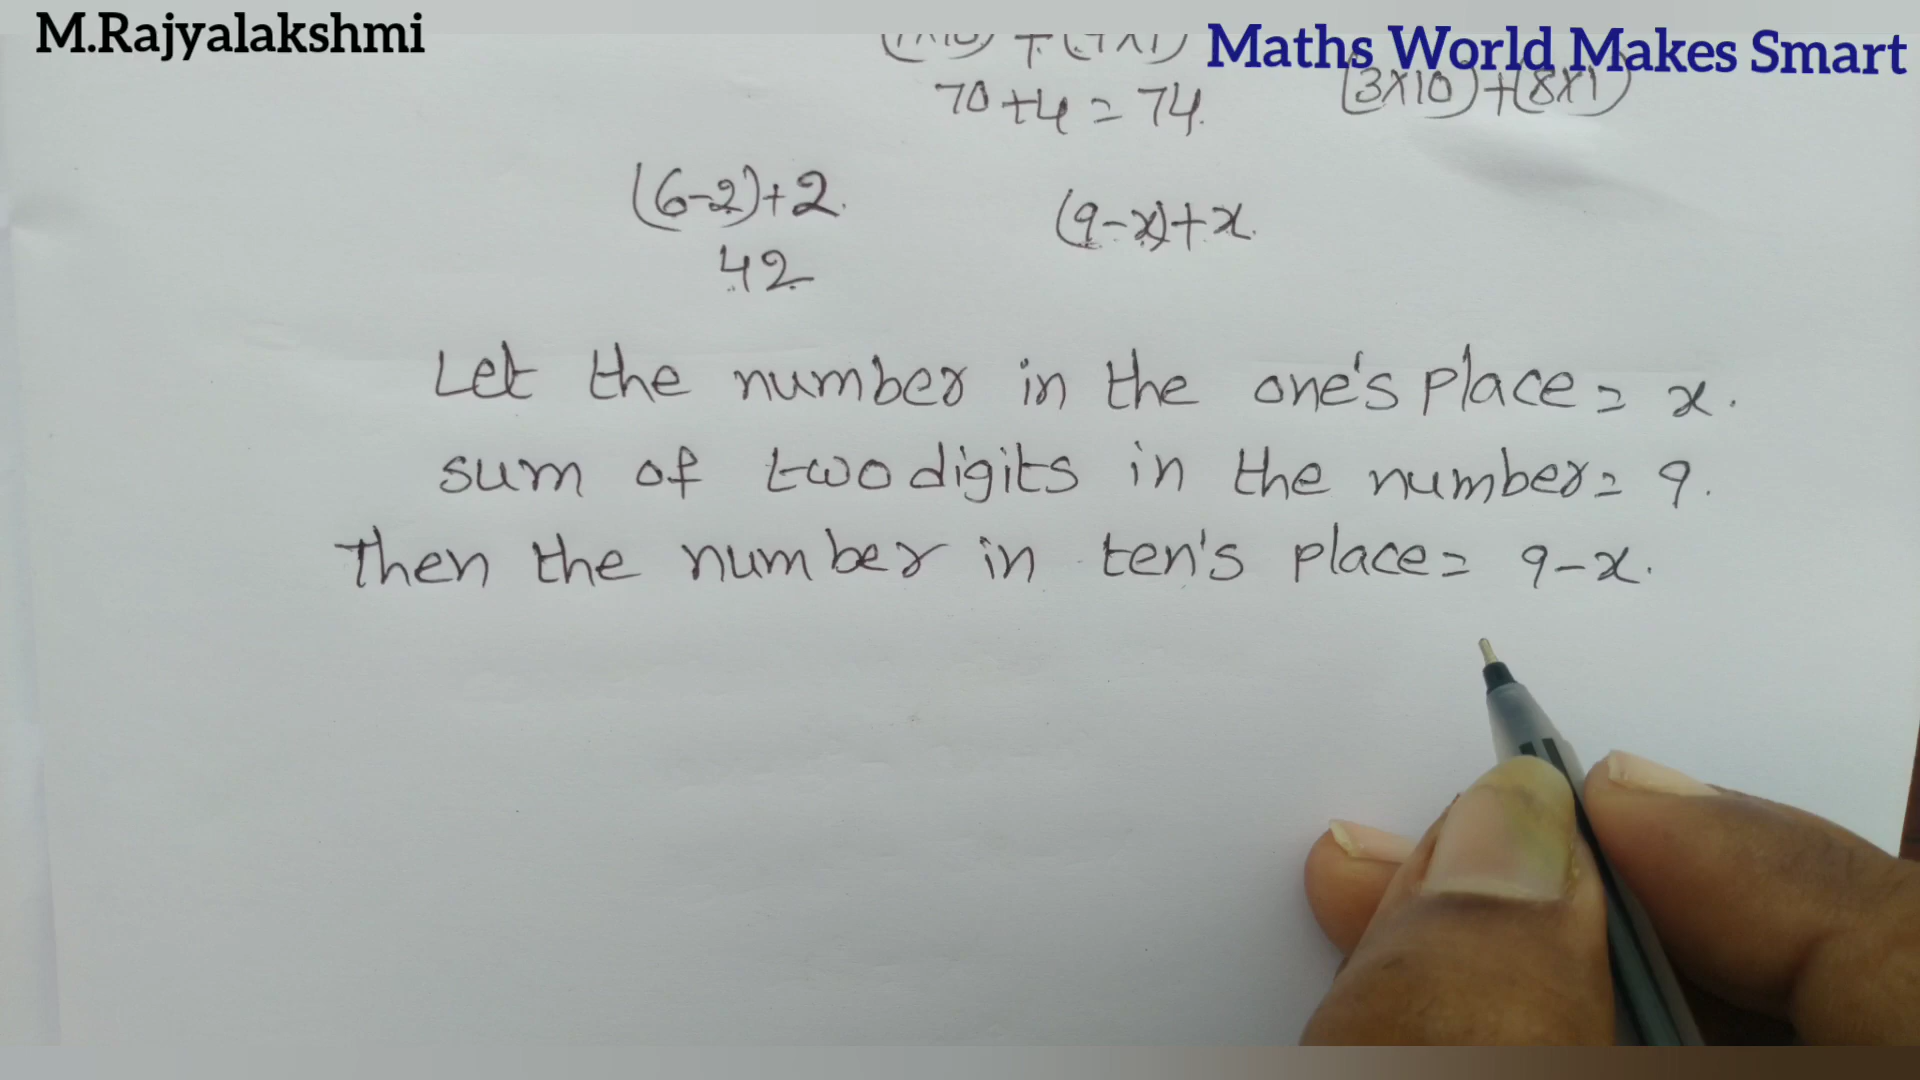 M.Rajyalakshmi
Maths World Makes Smart
70+4=74.
(3×10)+(8×1)
(6-2)+2.
(9-x)+x.
42
Let the number in the one's place = x.
sum of two digits in the number = 9.
Then the number in ten's place = 9-x.